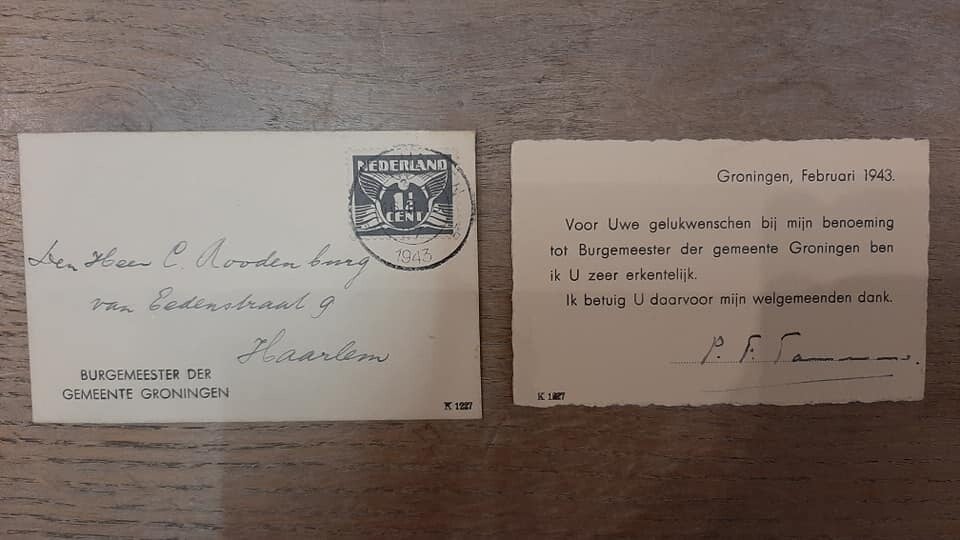 NEDERLAND
1½
CENT
1943
Den Heer C. Roodenburg
van Eedenstraat 9
Haarlem
BURGEMEESTER DER
GEMEENTE GRONINGEN
K 1227
Groningen, Februari 1943.
Voor Uwe gelukwenschen bij mijn benoeming
tot Burgemeester der gemeente Groningen ben
ik U zeer erkentelijk.
Ik betuig U daarvoor mijn welgemeenden dank.
P. F. Tammens.
K 1227